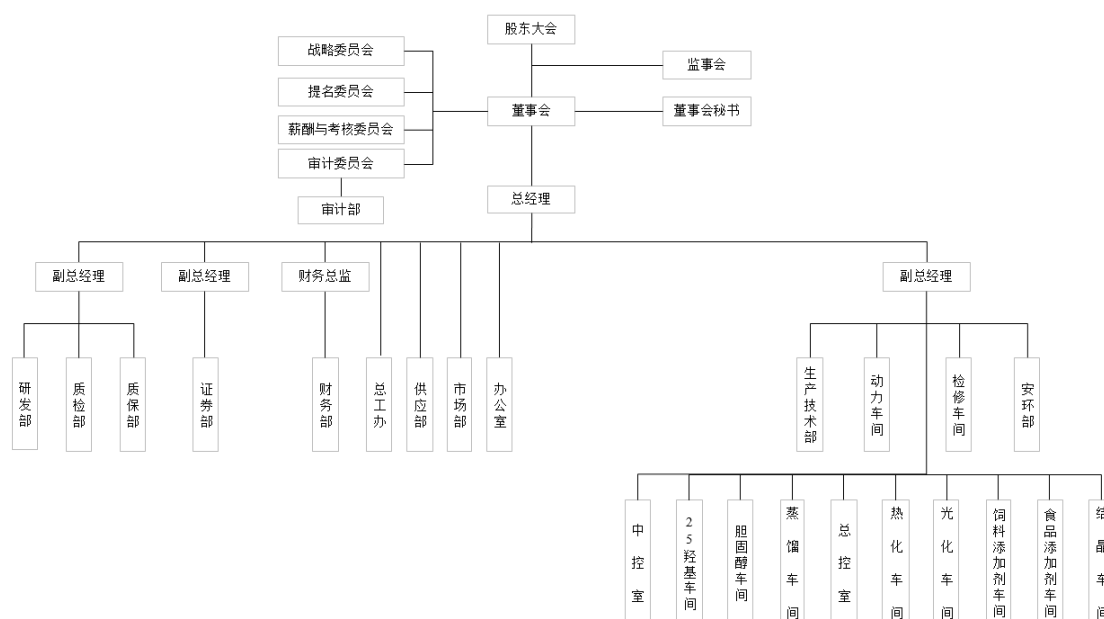 股东大会
战略委员会
监事会
提名委员会
董事会
董事会秘书
薪酬与考核委员会
审计委员会
总经理
审计部
副总经理
副总经理
财务总监
副总经理
研发部
质检部
质保部
证券部
财务部
总工办
供应部
市场部
办公室
生产技术部
动力车间
检修车间
安环部
中控室
25羟基车间
胆固醇车间
蒸馏车间
总控室
热化车间
光化车间
饲料添加剂车间
食品添加剂车间
结晶车间